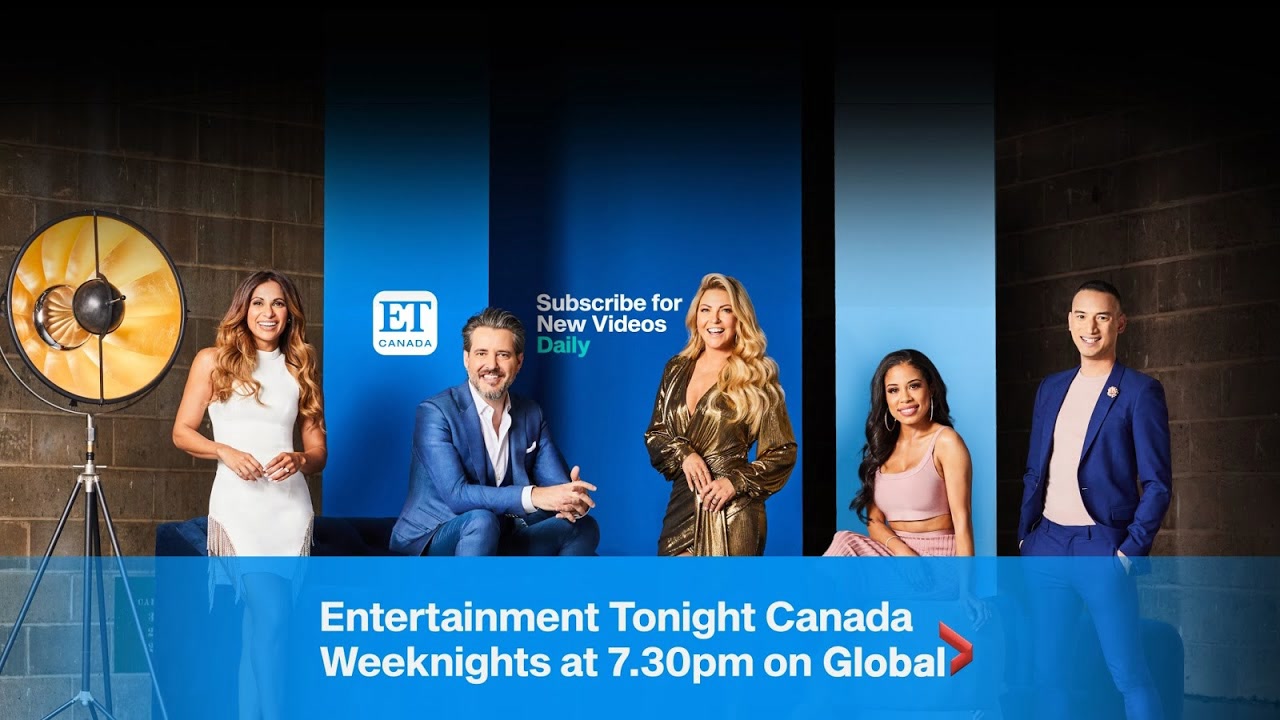 ET
CANADA
Subscribe for
New Videos
Daily
Entertainment Tonight Canada
Weeknights at 7.30pm on Global